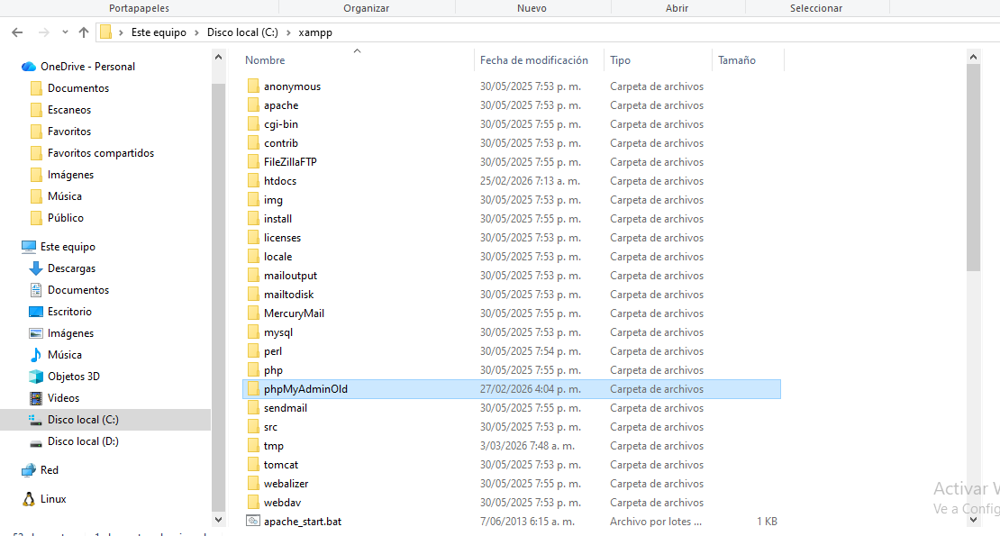 Portapapeles Organizar Nuevo Abrir Seleccionar
Este equipo > Disco local (C:) > xampp
OneDrive - Personal
Documentos
Escaneos
Favoritos
Favoritos compartidos
Imágenes
Música
Público
Este equipo
Descargas
Documentos
Escritorio
Imágenes
Música
Objetos 3D
Videos
Disco local (C:)
Disco local (D:)
Red
Linux
Nombre Fecha de modificación Tipo Tamaño
anonymous 30/05/2025 7:53 p. m. Carpeta de archivos
apache 30/05/2025 7:53 p. m. Carpeta de archivos
cgi-bin 30/05/2025 7:55 p. m. Carpeta de archivos
contrib 30/05/2025 7:53 p. m. Carpeta de archivos
FileZillaFTP 30/05/2025 7:55 p. m. Carpeta de archivos
htdocs 25/02/2026 7:13 a. m. Carpeta de archivos
img 30/05/2025 7:53 p. m. Carpeta de archivos
install 30/05/2025 7:55 p. m. Carpeta de archivos
licenses 30/05/2025 7:53 p. m. Carpeta de archivos
locale 30/05/2025 7:53 p. m. Carpeta de archivos
mailoutput 30/05/2025 7:53 p. m. Carpeta de archivos
mailtodisk 30/05/2025 7:53 p. m. Carpeta de archivos
MercuryMail 30/05/2025 7:55 p. m. Carpeta de archivos
mysql 30/05/2025 7:53 p. m. Carpeta de archivos
perl 30/05/2025 7:54 p. m. Carpeta de archivos
php 30/05/2025 7:55 p. m. Carpeta de archivos
phpMyAdminOld 27/02/2026 4:04 p. m. Carpeta de archivos
sendmail 30/05/2025 7:55 p. m. Carpeta de archivos
src 30/05/2025 7:53 p. m. Carpeta de archivos
tmp 3/03/2026 7:48 a. m. Carpeta de archivos
tomcat 30/05/2025 7:53 p. m. Carpeta de archivos
webalizer 30/05/2025 7:55 p. m. Carpeta de archivos
webdav 30/05/2025 7:53 p. m. Carpeta de archivos
apache_start.bat 7/06/2013 6:15 a. m. Archivo por lotes ... 1 KB
Activar
Ve a Config